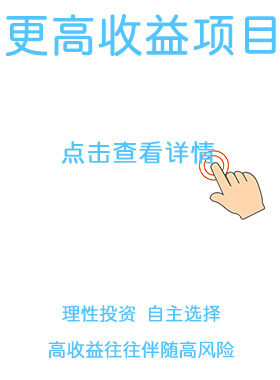 更高收益项目
点击查看详情
理性投资 自主选择
高收益往往伴随高风险